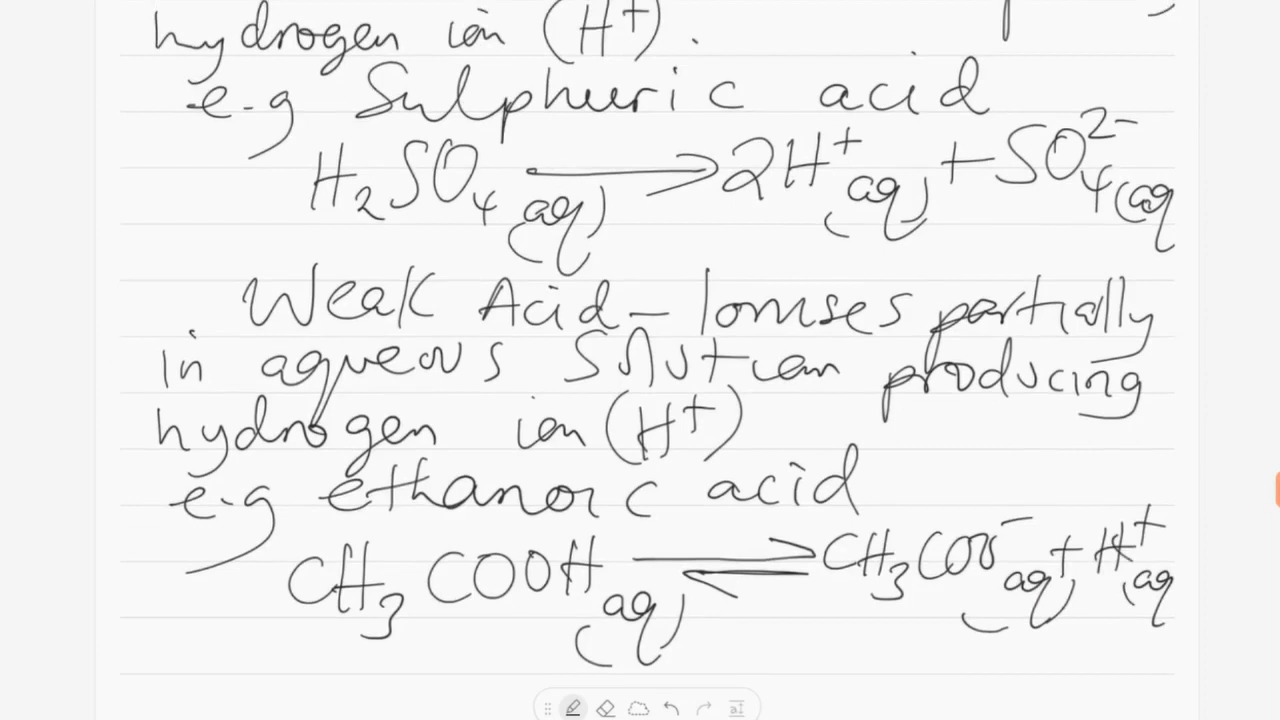 hydrogen ion (H⁺).
e-g Sulphuric acid
H₂SO₄(aq) ⟶ 2H⁺(aq) + SO₄²⁻(aq
Weak Acid – Ionises partially
in aqueous Solution producing
hydrogen ion (H⁺)
e-g ethanoic acid
CH₃COOH(aq) ⇌ CH₃COO⁻(aq) + H⁺(aq